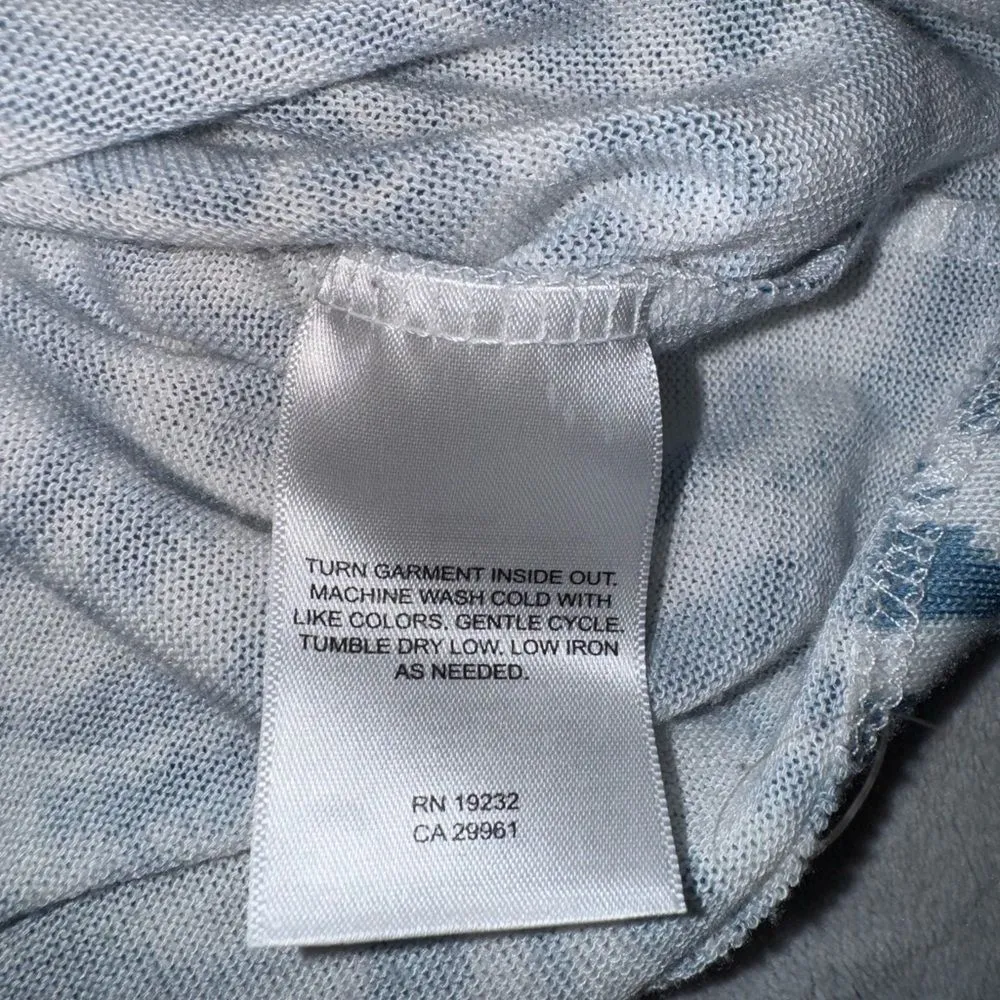 TURN GARMENT INSIDE OUT.
MACHINE WASH COLD WITH
LIKE COLORS. GENTLE CYCLE.
TUMBLE DRY LOW. LOW IRON
AS NEEDED.
RN 19232
CA 29961